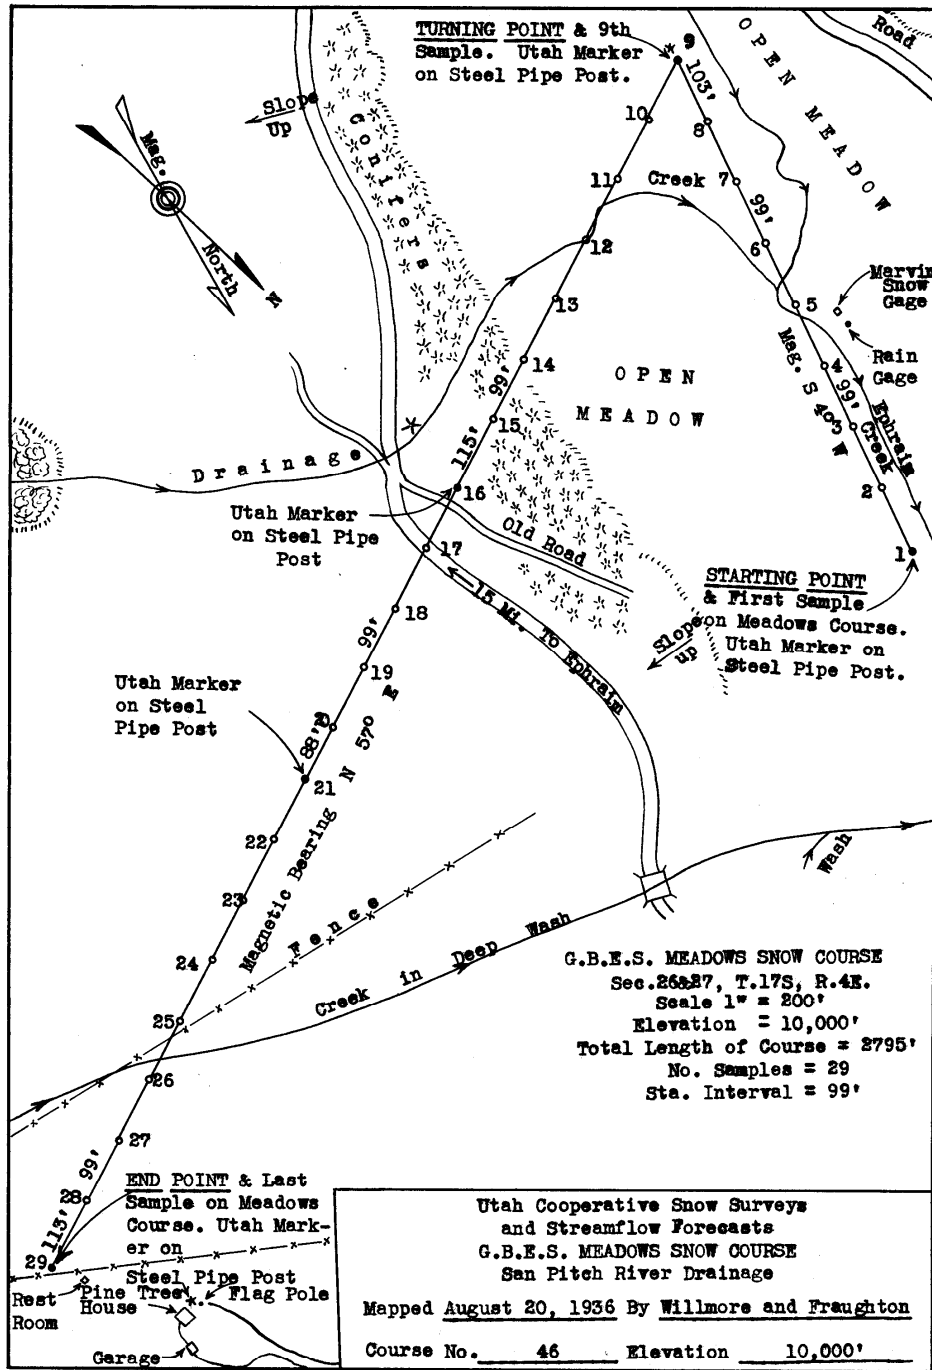 TURNING POINT & 9th
Sample. Utah Marker
on Steel Pipe Post.
OPEN MEADOW
Road
9
103'
8
10
11
Creek
7
99'
6
12
13
5
Marvin
Snow
Gage
Rain
Gage
Slope
Up
Conifers
Mag.
North
N
14
99'
15
115'
16
OPEN
MEADOW
Mag. S 40 W
4
99'
3
Ephraim
Creek
2
1
Drainage
Utah Marker
on Steel Pipe
Post
17
Old Road
15 Mi. To Ephraim
STARTING POINT
& First Sample
on Meadows Course.
Utah Marker on
Steel Pipe Post.
Slope
up
18
99'
19
Utah Marker
on Steel
Pipe Post
88'
21
Magnetic Bearing N 57° E
22
23
24
25
26
Fence
Creek in Deep Wash
Wash
G.B.E.S. MEADOWS SNOW COURSE
Sec.26&27, T.17S, R.4E.
Scale 1" = 200'
Elevation = 10,000'
Total Length of Course = 2795'
No. Samples = 29
Sta. Interval = 99'
27
99'
28
113'
29
END POINT & Last
Sample on Meadows
Course. Utah Mark-
er on
Steel Pipe Post
Rest
Room
Pine Tree
Flag Pole
House
Garage
Utah Cooperative Snow Surveys
and Streamflow Forecasts
G.B.E.S. MEADOWS SNOW COURSE
San Pitch River Drainage
Mapped August 20, 1936 By Willmore and Fraughton
Course No. 46 Elevation 10,000'